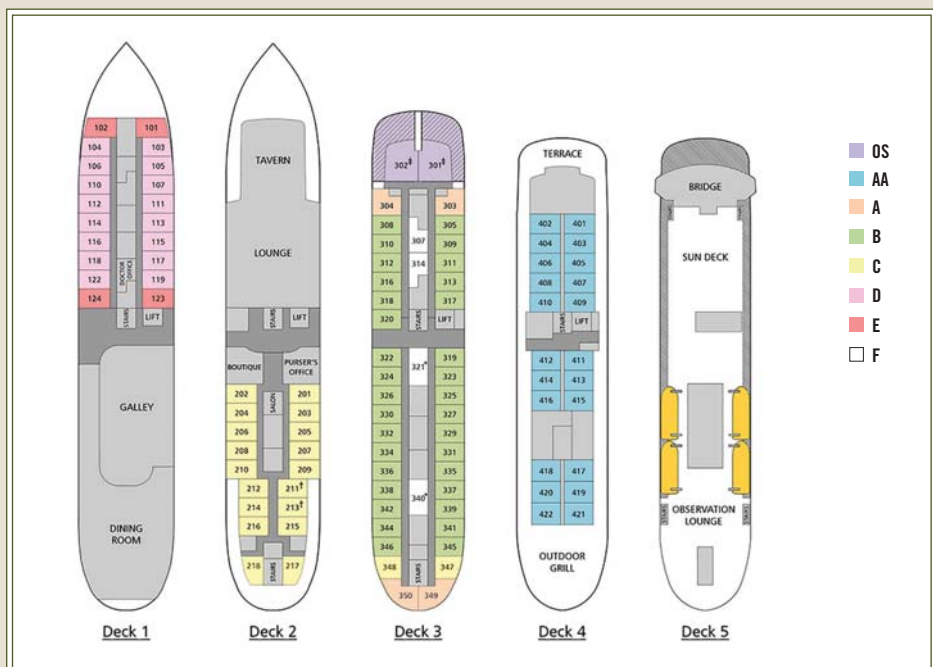 102 101
104 103
106 105
110 107
112 111
114 113
116 115
118 117
122 119
124 123
DOCTOR OFFICE
STAIRS
LIFT
GALLEY
DINING
ROOM
Deck 1
TAVERN
LOUNGE
STAIRS
LIFT
BOUTIQUE
PURSER'S
OFFICE
SALON
202 201
204 203
206 205
208 207
210 209
212 211†
214 213†
216 215
218 217
STAIRS
Deck 2
302‡ 301‡
304 303
308 305
307
310 309
312 314 311
316 313
318 317
320
STAIRS
LIFT
322 319
321*
324 323
326 325
330 327
332 329
334 331
336 335
338 337
340*
342 339
344 341
346 345
348 347
STAIRS
350 349
Deck 3
TERRACE
402 401
404 403
406 405
408 407
410 409
STAIRS
LIFT
412 411
414 413
416 415
418 417
420 419
422 421
OUTDOOR
GRILL
Deck 4
BRIDGE
STAIRS STAIRS
SUN DECK
OBSERVATION
LOUNGE
STAIRS STAIRS
Deck 5
OS
AA
A
B
C
D
E
F